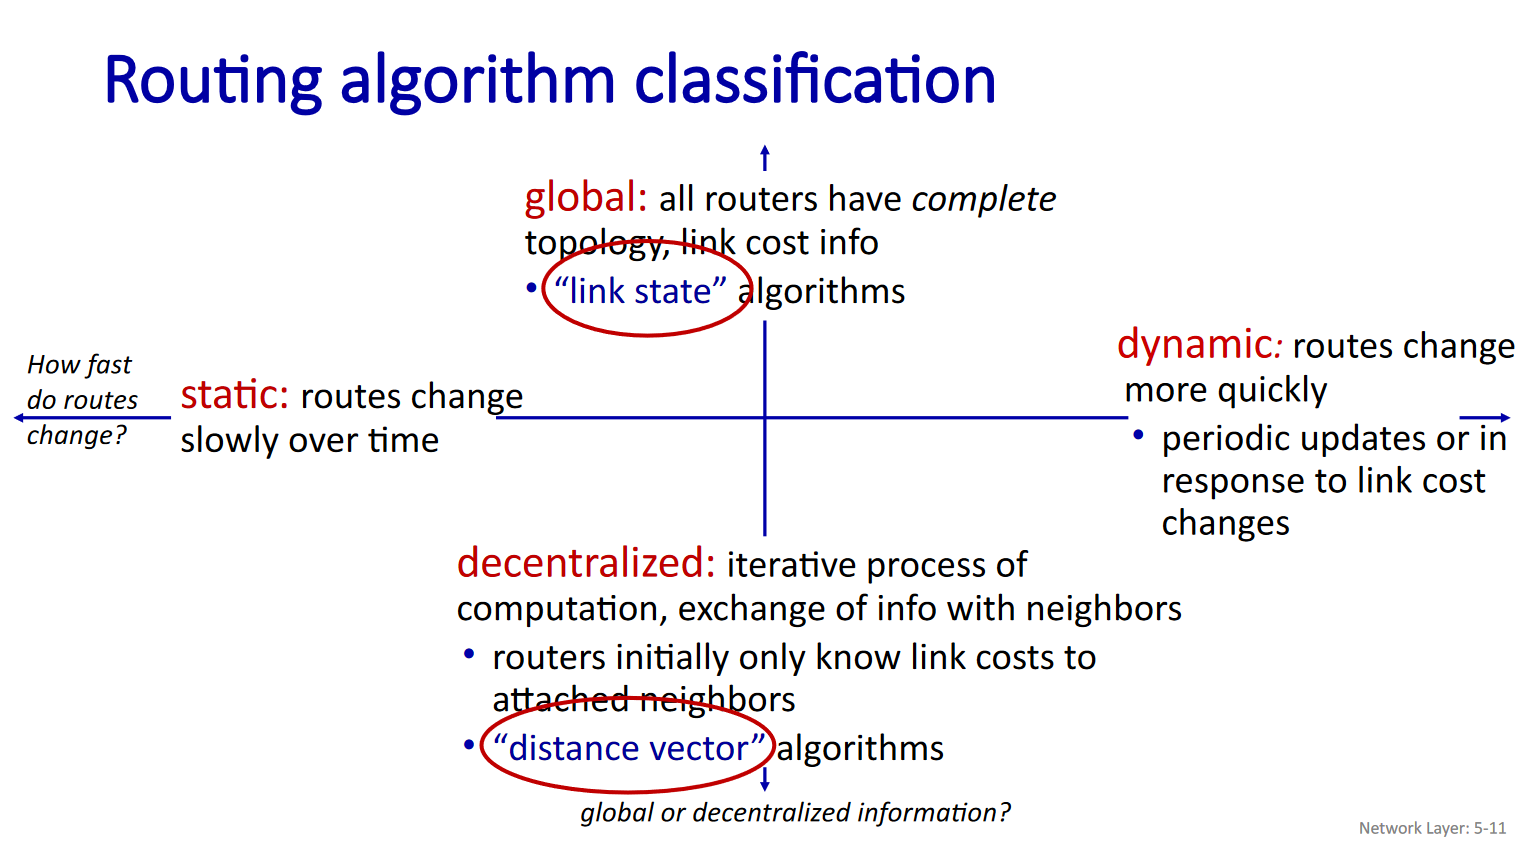 Routing algorithm classification
global: all routers have complete
topology, link cost info
• “link state” algorithms
How fast
do routes
change?
static: routes change
slowly over time
dynamic: routes change
more quickly
• periodic updates or in
response to link cost
changes
decentralized: iterative process of
computation, exchange of info with neighbors
• routers initially only know link costs to
attached neighbors
• “distance vector” algorithms
global or decentralized information?
Network Layer: 5-11